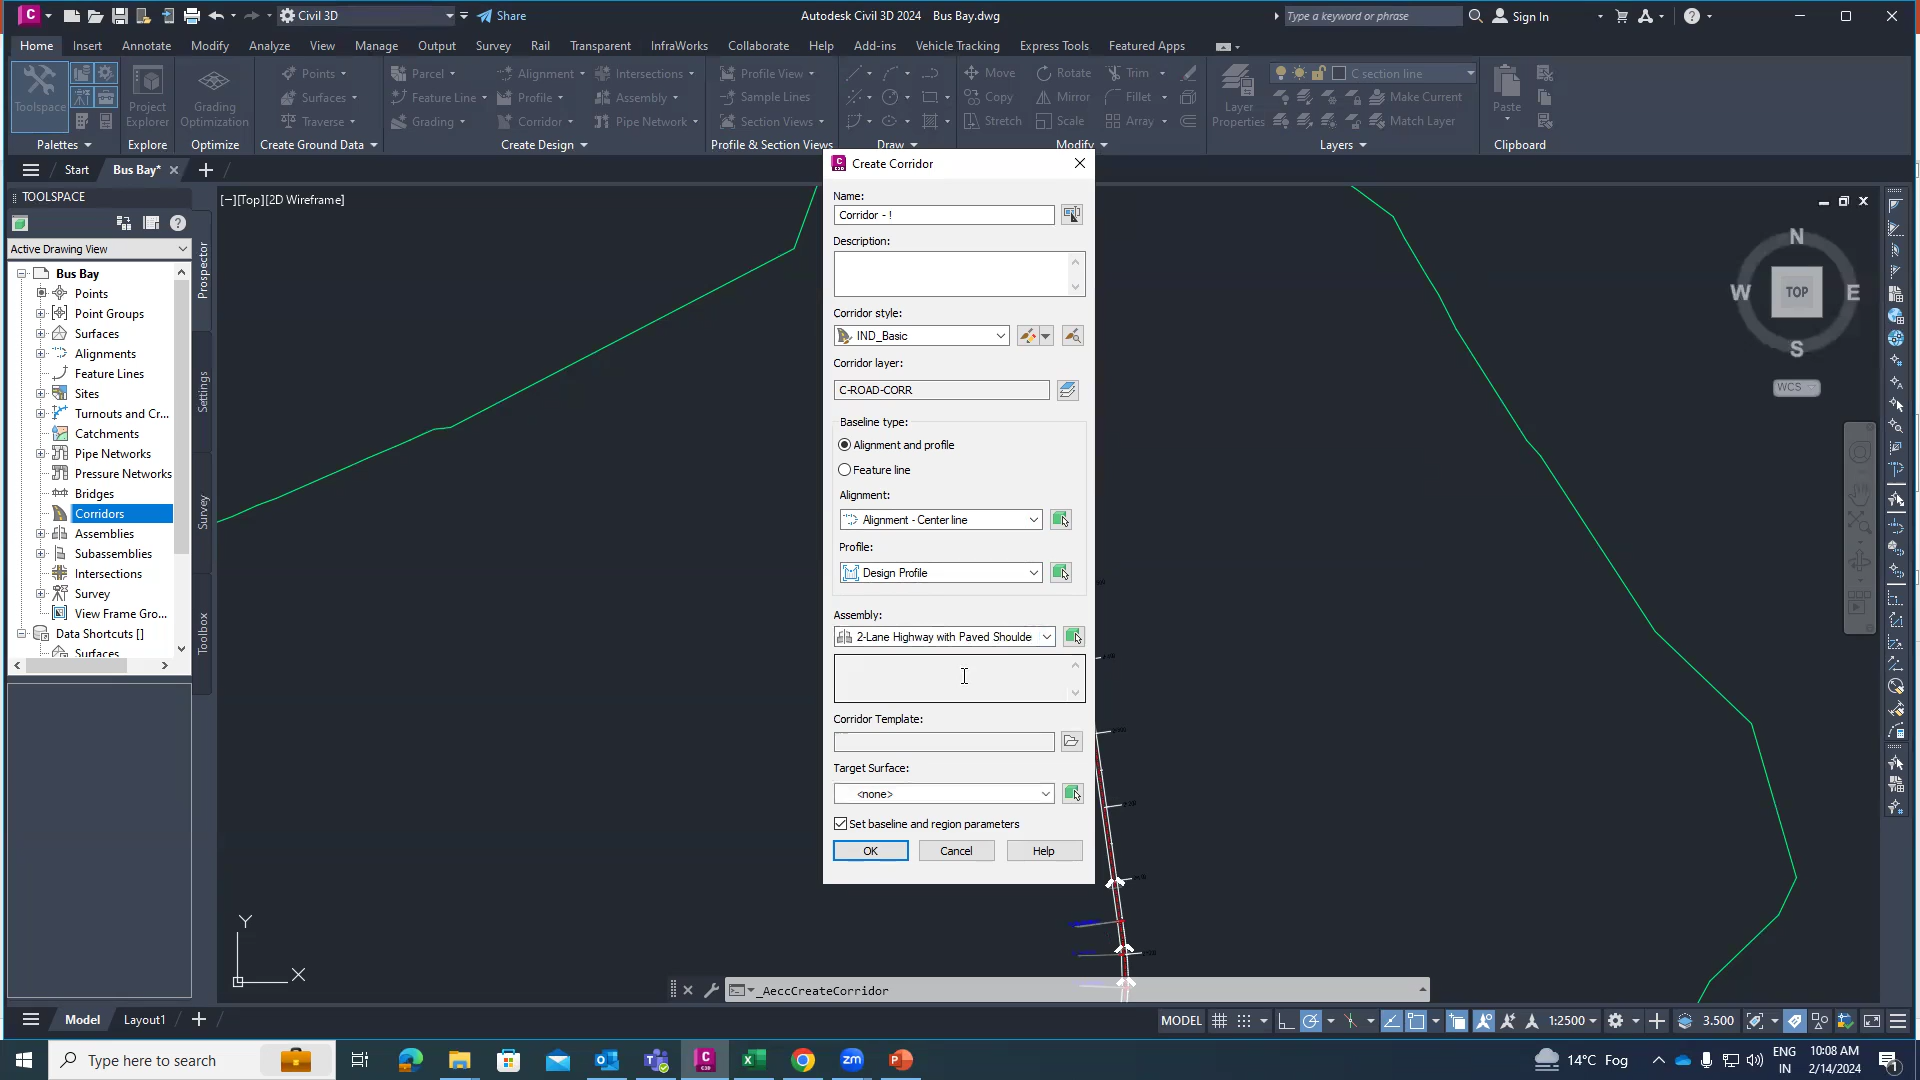 Civil 3D
Share
Autodesk Civil 3D 2024 Bus Bay.dwg
Type a keyword or phrase
Sign In
Home Insert Annotate Modify Analyze View Manage Output Survey Rail Transparent InfraWorks Collaborate Help Add-ins Vehicle Tracking Express Tools Featured Apps
Points Parcel Alignment Intersections Profile View Move Rotate Trim C section line
Surfaces Feature Line Profile Assembly Sample Lines Copy Mirror Fillet Make Current
Traverse Grading Corridor Pipe Network Section Views Stretch Scale Array Match Layer
Toolspace
Project Explorer
Grading Optimization
Layer Properties
Paste
Palettes Explore Optimize Create Ground Data Create Design Profile & Section Views Draw Modify Layers Clipboard
Start Bus Bay*
TOOLSPACE
Active Drawing View
Bus Bay
Points
Point Groups
Surfaces
Alignments
Feature Lines
Sites
Turnouts and Cr...
Catchments
Pipe Networks
Pressure Networks
Bridges
Corridors
Assemblies
Subassemblies
Intersections
Survey
View Frame Gro...
Data Shortcuts []
Surfaces
Prospector
Settings
Survey
Toolbox
[−][Top][2D Wireframe]
Create Corridor
Name:
Corridor - !
Description:
Corridor style:
IND_Basic
Corridor layer:
C-ROAD-CORR
Baseline type:
Alignment and profile
Feature line
Alignment:
Alignment - Center line
Profile:
Design Profile
Assembly:
2-Lane Highway with Paved Shoulde
Corridor Template:
Target Surface:
<none>
Set baseline and region parameters
OK Cancel Help
N
W TOP E
S
WCS
Y
X
_AeccCreateCorridor
Model Layout1
MODEL 1:2500 3.500
Type here to search
14°C Fog
ENG
IN
10:08 AM
2/14/2024
1